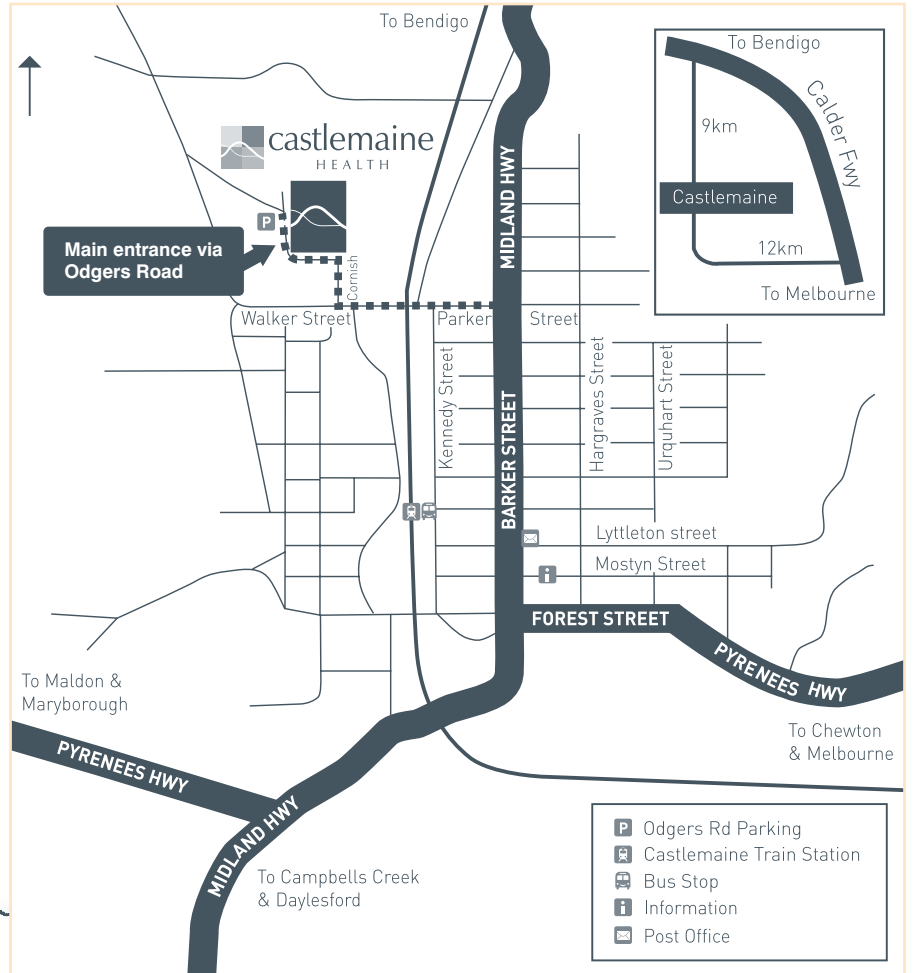 To Bendigo
To Bendigo
Calder Fwy
9km
Castlemaine
12km
To Melbourne
castlemaine
HEALTH
MIDLAND HWY
P
Main entrance via
Odgers Road
Cornish
Walker Street
Parker
Street
Kennedy Street
BARKER STREET
Hargraves Street
Urquhart Street
Lyttleton street
Mostyn Street
i
FOREST STREET
PYRENEES HWY
To Maldon &
Maryborough
To Chewton
& Melbourne
PYRENEES HWY
MIDLAND HWY
To Campbells Creek
& Daylesford
P Odgers Rd Parking
Castlemaine Train Station
Bus Stop
i Information
Post Office